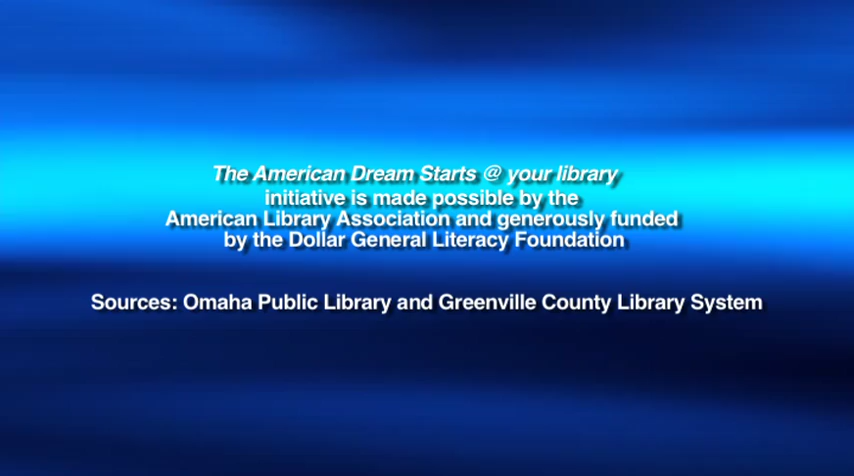 The American Dream Starts @ your library
initiative is made possible by the
American Library Association and generously funded
by the Dollar General Literacy Foundation
Sources: Omaha Public Library and Greenville County Library System